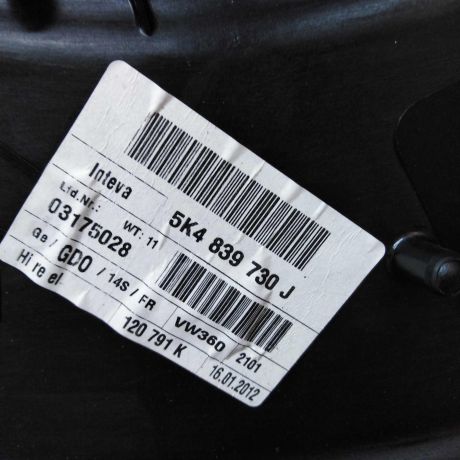 Inteva
5K4 839 730 J
Lfd.Nr.: WT: 11
03175028
Ge / GDO / 14S / FR
VW360 2101
Hi re el
120 791 K 16.01.2012